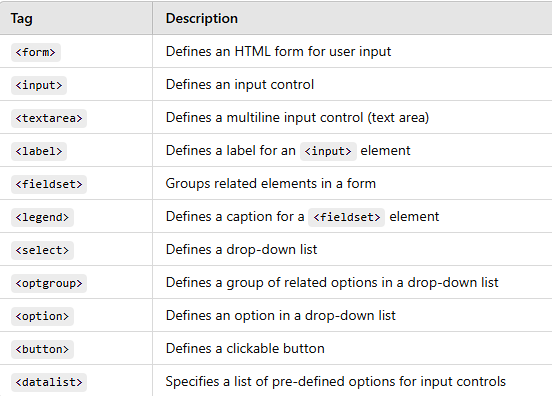 Tag Description
<form> Defines an HTML form for user input
<input> Defines an input control
<textarea> Defines a multiline input control (text area)
<label> Defines a label for an <input> element
<fieldset> Groups related elements in a form
<legend> Defines a caption for a <fieldset> element
<select> Defines a drop-down list
<optgroup> Defines a group of related options in a drop-down list
<option> Defines an option in a drop-down list
<button> Defines a clickable button
<datalist> Specifies a list of pre-defined options for input controls